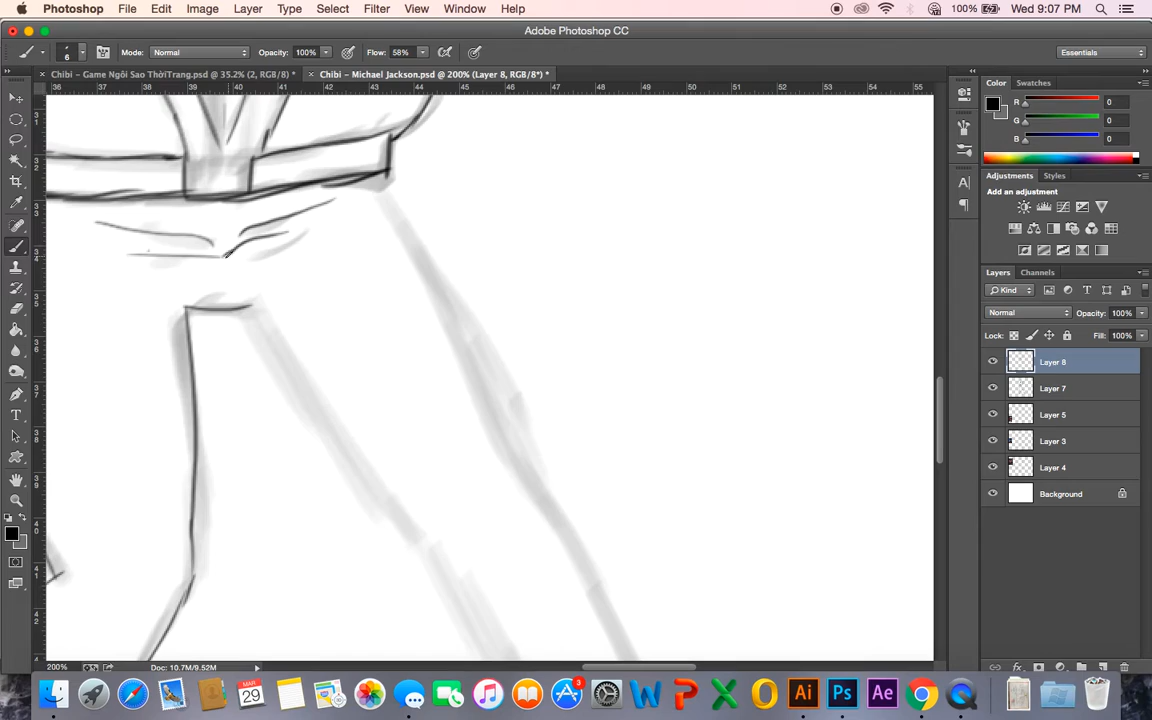 Photoshop File Edit Image Layer Type Select Filter View Window Help 100% Wed 9:07 PM
Adobe Photoshop CC
6 Mode: Normal Opacity: 100% Flow: 58% Essentials
Chibi – Game Ngôi Sao ThờiTrang.psd @ 35.2% (2, RGB/8) * Chibi – Michael Jackson.psd @ 200% (Layer 8, RGB/8*) *
36 37 38 39 40 41 42 43 44 45 46 47 48 49 50 51 52 53 54 55
Color Swatches
R 0
G 0
B 0
Adjustments Styles
Add an adjustment
Layers Channels
Kind
Normal Opacity: 100%
Lock: Fill: 100%
Layer 8
Layer 7
Layer 5
Layer 3
Layer 4
Background
200% Doc: 10.7M/9.52M
MAR
29
3
Ai Ps Ae